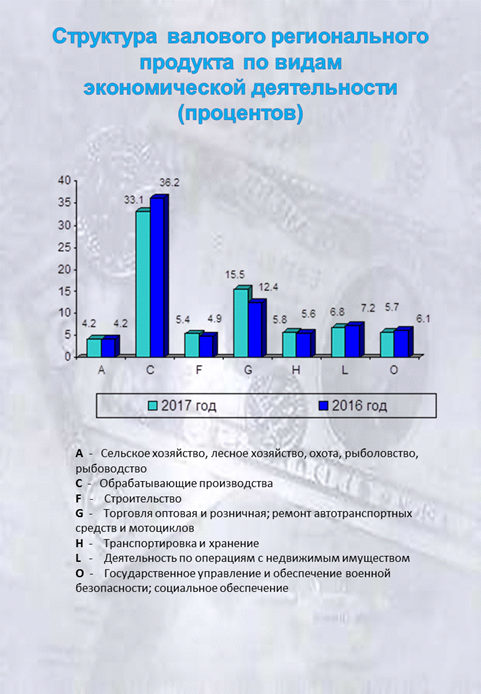 Структура валового регионального
продукта по видам
экономической деятельности
(процентов)
40
35
30
25
20
15
10
5
0
4.2 4.2
33.1 36.2
5.4 4.9
15.5 12.4
5.8 5.6
6.8 7.2
5.7 6.1
A C F G H L O
2017 год 2016 год
A - Сельское хозяйство, лесное хозяйство, охота, рыболовство,
рыбоводство
C - Обрабатывающие производства
F - Строительство
G - Торговля оптовая и розничная; ремонт автотранспортных
средств и мотоциклов
H - Транспортировка и хранение
L - Деятельность по операциям с недвижимым имуществом
O - Государственное управление и обеспечение военной
безопасности; социальное обеспечение